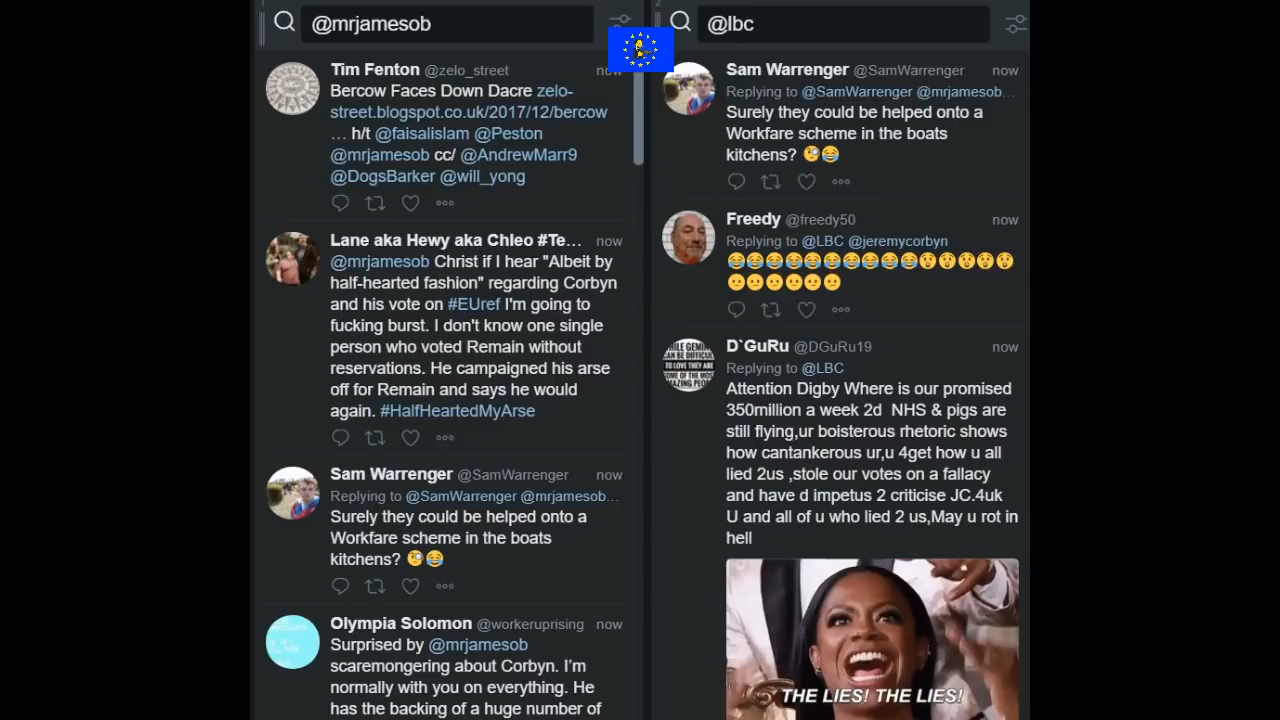 1
@mrjamesob
Tim Fenton @zelo_street now
Bercow Faces Down Dacre zelo-
street.blogspot.co.uk/2017/12/bercow
… h/t @faisalislam @Peston
@mrjamesob cc/ @AndrewMarr9
@DogsBarker @will_yong
Lane aka Hewy aka Chleo #Te... now
@mrjamesob Christ if I hear "Albeit by
half-hearted fashion" regarding Corbyn
and his vote on #EUref I'm going to
fucking burst. I don't know one single
person who voted Remain without
reservations. He campaigned his arse
off for Remain and says he would
again. #HalfHeartedMyArse
Sam Warrenger @SamWarrenger now
Replying to @SamWarrenger @mrjamesob…
Surely they could be helped onto a
Workfare scheme in the boats
kitchens? 🧐😂
Olympia Solomon @workeruprising now
Surprised by @mrjamesob
scaremongering about Corbyn. I'm
normally with you on everything. He
has the backing of a huge number of
2
@lbc
Sam Warrenger @SamWarrenger now
Replying to @SamWarrenger @mrjamesob…
Surely they could be helped onto a
Workfare scheme in the boats
kitchens? 🧐😂
Freedy @freedy50 now
Replying to @LBC @jeremycorbyn
😂😂😂😂😂😂😂😂😂😂😲😲😲😲😲
😕😕😕😕😕😕
D`GuRu @DGuRu19 now
Replying to @LBC
Attention Digby Where is our promised
350million a week 2d NHS & pigs are
still flying,ur boisterous rhetoric shows
how cantankerous ur,u 4get how u all
lied 2us ,stole our votes on a fallacy
and have d impetus 2 criticise JC.4uk
U and all of u who lied 2 us,May u rot in
hell
THE LIES! THE LIES!